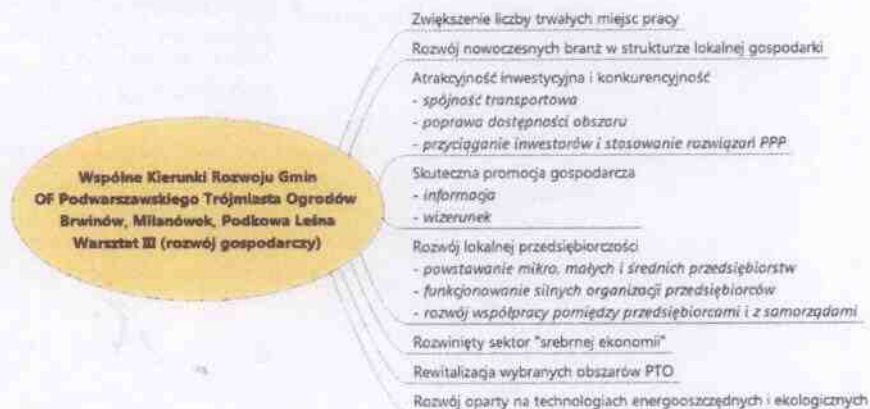 Wspólne Kierunki Rozwoju Gmin
OF Podwarszawskiego Trójmiasta Ogrodów
Brwinów, Milanówek, Podkowa Leśna
Warsztat III (rozwój gospodarczy)
Zwiększenie liczby trwałych miejsc pracy
Rozwój nowoczesnych branż w strukturze lokalnej gospodarki
Atrakcyjność inwestycyjna i konkurencyjność
- spójność transportowa
- poprawa dostępności obszaru
- przyciąganie inwestorów i stosowanie rozwiązań PPP
Skuteczna promocja gospodarcza
- informacja
- wizerunek
Rozwój lokalnej przedsiębiorczości
- powstawanie mikro, małych i średnich przedsiębiorstw
- funkcjonowanie silnych organizacji przedsiębiorców
- rozwój współpracy pomiędzy przedsiębiorcami i z samorządami
Rozwinięty sektor "srebrnej ekonomii"
Rewitalizacja wybranych obszarów PTO
Rozwój oparty na technologiach energooszczędnych i ekologicznych